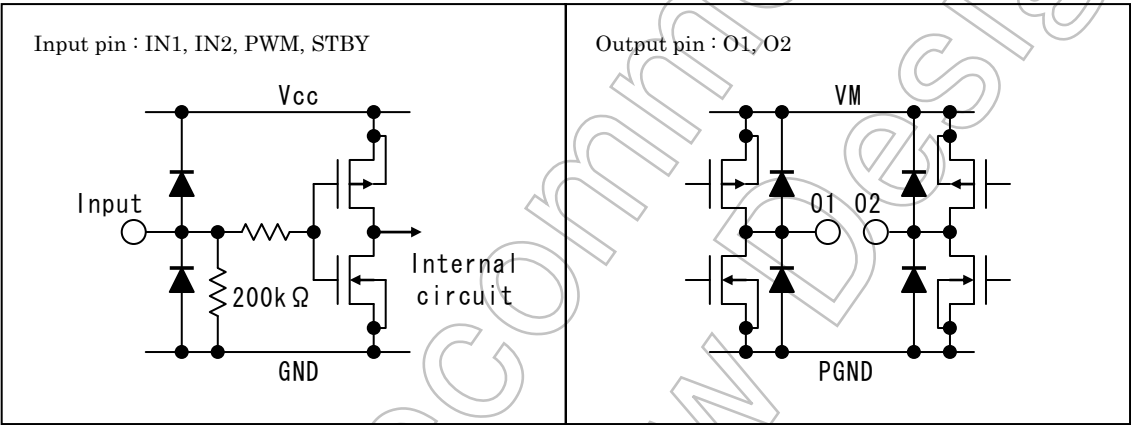 Input pin : IN1, IN2, PWM, STBY
Vcc
Input
200kΩ
Internal
circuit
GND
Output pin : O1, O2
VM
O1 O2
PGND